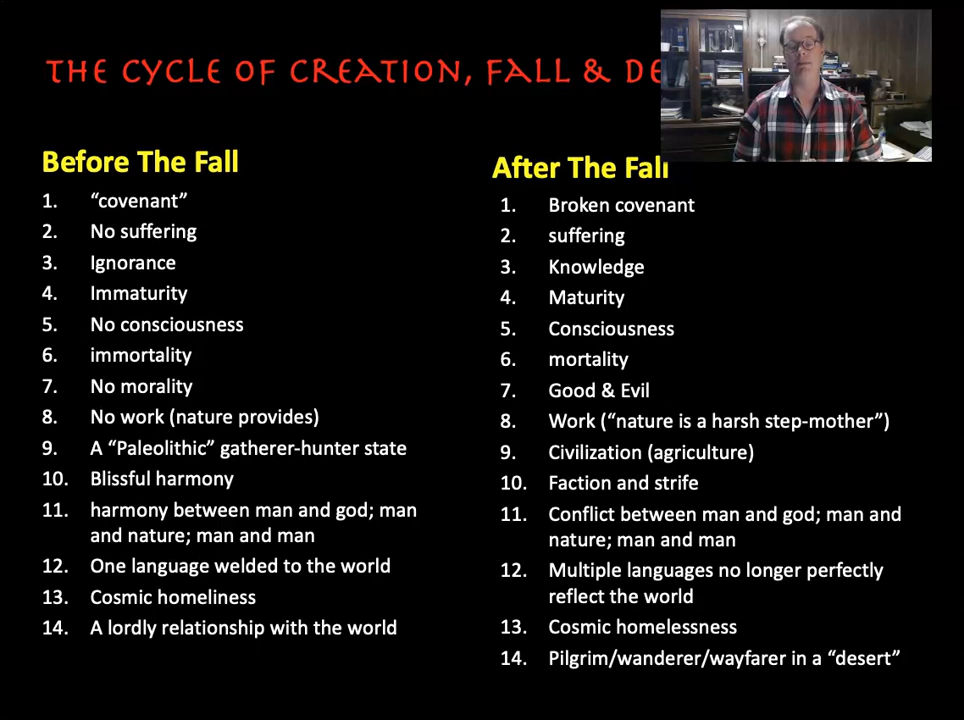 THE CYCLE OF CREATION, FALL & DE
Before The Fall
1. “covenant”
2. No suffering
3. Ignorance
4. Immaturity
5. No consciousness
6. immortality
7. No morality
8. No work (nature provides)
9. A “Paleolithic” gatherer-hunter state
10. Blissful harmony
11. harmony between man and god; man
and nature; man and man
12. One language welded to the world
13. Cosmic homeliness
14. A lordly relationship with the world
After The Fall
1. Broken covenant
2. suffering
3. Knowledge
4. Maturity
5. Consciousness
6. mortality
7. Good & Evil
8. Work (“nature is a harsh step-mother”)
9. Civilization (agriculture)
10. Faction and strife
11. Conflict between man and god; man and
nature; man and man
12. Multiple languages no longer perfectly
reflect the world
13. Cosmic homelessness
14. Pilgrim/wanderer/wayfarer in a “desert”